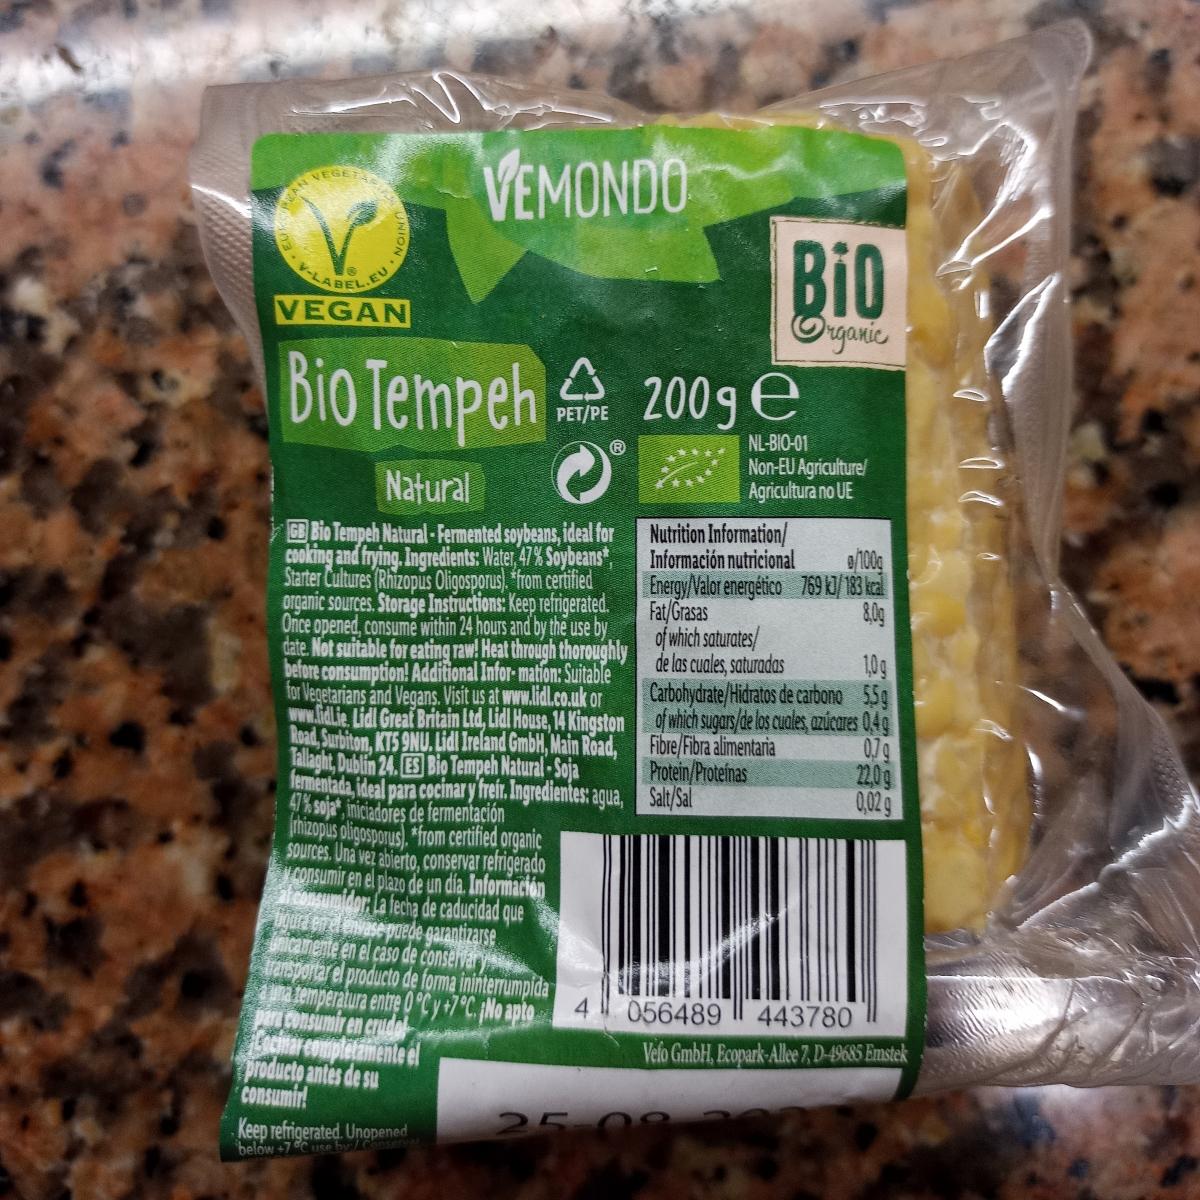 EUROPEAN VEGETARIAN UNION
V-LABEL.EU
VEGAN
VEMONDO
BiO
Organic
Bio Tempeh
Natural
PET/PE
200g e
NL-BIO-01
Non-EU Agriculture/
Agricultura no UE
GB Bio Tempeh Natural - Fermented soybeans, ideal for
cooking and frying. Ingredients: Water, 47% Soybeans*,
Starter Cultures (Rhizopus Oligosporus). *from certified
organic sources. Storage Instructions: Keep refrigerated.
Once opened, consume within 24 hours and by the use by
date. Not suitable for eating raw! Heat through thoroughly
before consumption! Additional Infor- mation: Suitable
for Vegetarians and Vegans. Visit us at www.lidl.co.uk or
www.lidl.ie. Lidl Great Britain Ltd, Lidl House, 14 Kingston
Road, Surbiton, KT5 9NU. Lidl Ireland GmbH, Main Road,
Tallaght, Dublin 24. ES Bio Tempeh Natural - Soja
fermentada, ideal para cocinar y freír. Ingredientes: agua,
47% soja*, iniciadores de fermentación
(rhizopus oligosporus). *from certified organic
sources. Una vez abierto, conservar refrigerado
y consumir en el plazo de un día. Información
al consumidor: La fecha de caducidad que
figura en el envase puede garantizarse
únicamente en el caso de conservar y
transportar el producto de forma ininterrumpida
a una temperatura entre 0 °C y +7 °C. ¡No apto
para consumir en crudo!
¡Cocinar completamente el
producto antes de su
consumir!
Keep refrigerated. Unopened
below +7 °C use by:/ Conservar
Nutrition Information/
Información nutricional ø/100g
Energy/Valor energético 769 kJ/ 183 kcal
Fat/Grasas 8,0g
of which saturates/
de las cuales, saturadas 1,0 g
Carbohydrate/Hidratos de carbono 5,5 g
of which sugars/de los cuales, azúcares 0,4 g
Fibre/Fibra alimentaria 0,7 g
Protein/Proteínas 22,0 g
Salt/Sal 0,02 g
4 056489 443780
Vefo GmbH, Ecopark-Allee 7, D-49685 Emstek
25-08